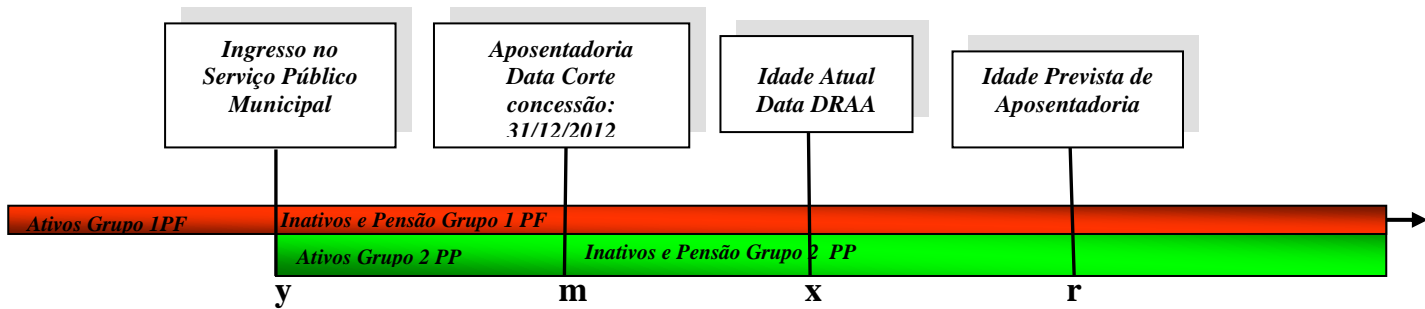 Ingresso no
Serviço Público
Municipal
Aposentadoria
Data Corte
concessão:
31/12/2012
Idade Atual
Data DRAA
Idade Prevista de
Aposentadoria
Ativos Grupo 1PF
Inativos e Pensão Grupo 1 PF
Ativos Grupo 2 PP
Inativos e Pensão Grupo 2 PP
y
m
x
r